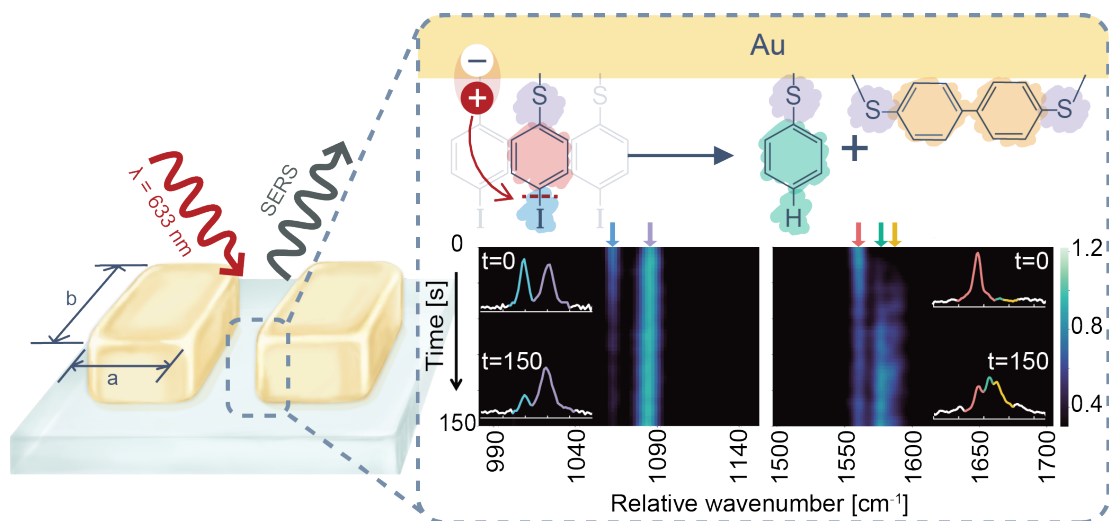 Au
−
+
S
S
S
S
S
+
I
I
I
H
λ = 633 nm
SERS
b
a
0
Time [s]
150
t=0
t=150
t=0
t=150
1.2
0.8
0.4
990
1040
1090
1140
1500
1550
1600
1650
1700
Relative wavenumber [cm⁻¹]